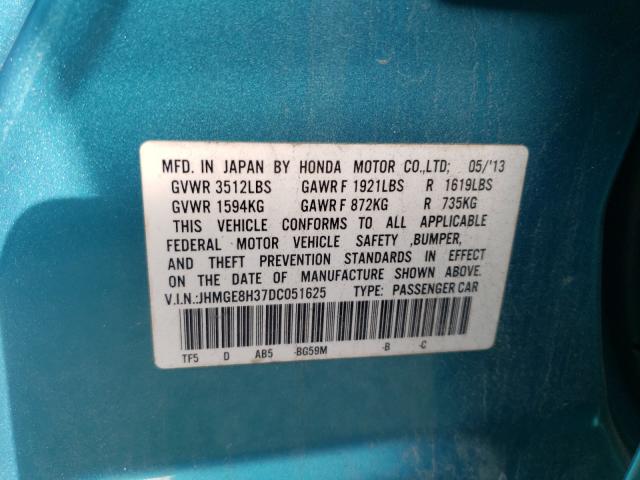 MFD. IN JAPAN BY HONDA MOTOR CO.,LTD; 05/'13
GVWR 3512LBS GAWR F 1921LBS R 1619LBS
GVWR 1594KG GAWR F 872KG R 735KG
THIS VEHICLE CONFORMS TO ALL APPLICABLE
FEDERAL MOTOR VEHICLE SAFETY ,BUMPER,
AND THEFT PREVENTION STANDARDS IN EFFECT
ON THE DATE OF MANUFACTURE SHOWN ABOVE.
V.I.N.:JHMGE8H37DC051625 TYPE: PASSENGER CAR
TF5 D AB5 -BG59M -B -C